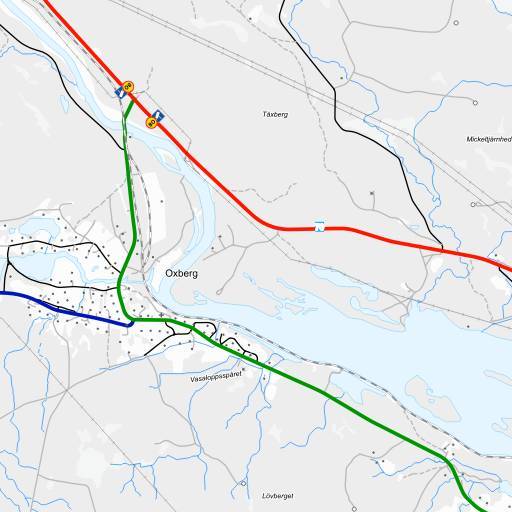 Täxberg
Mickeltjärnhed
Oxberg
Vasaloppsspåret
Lövberget